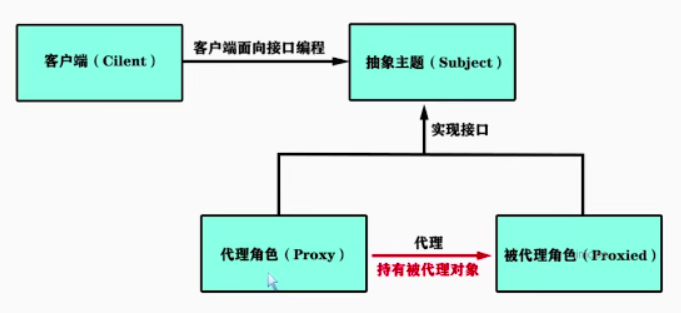 客户端（Cilent）
客户端面向接口编程
抽象主题（Subject）
实现接口
代理角色（Proxy）
代理
持有被代理对象
被代理角色（Proxied）